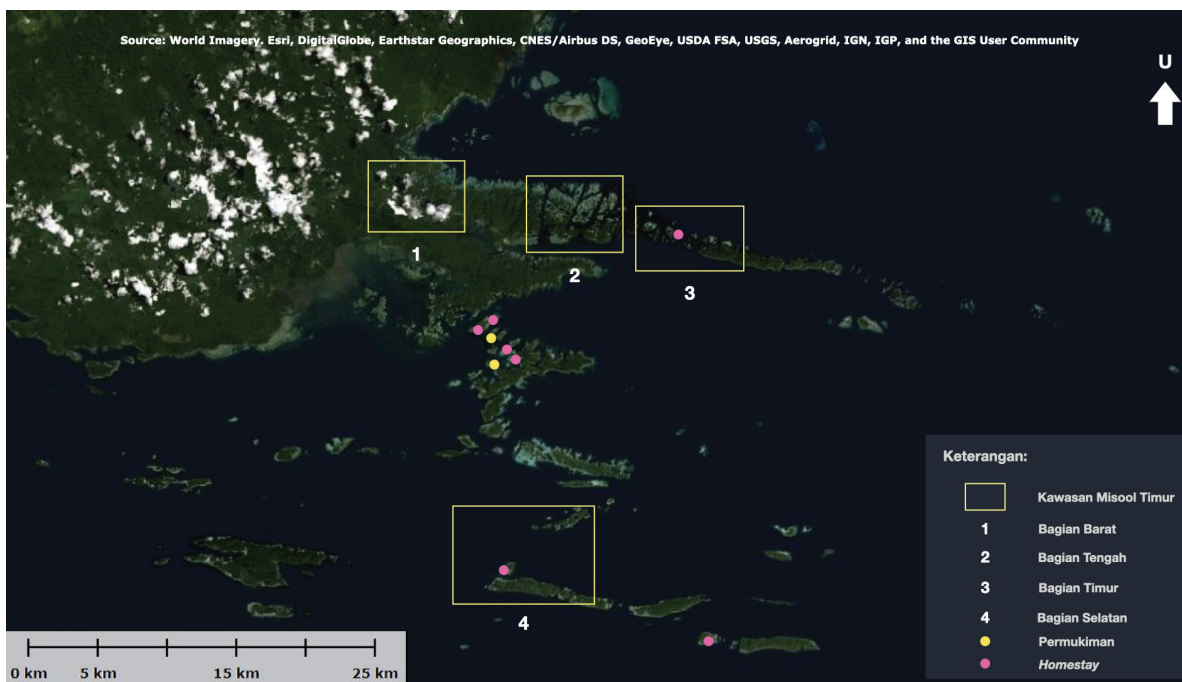 Source: World Imagery. Esri, DigitalGlobe, Earthstar Geographics, CNES/Airbus DS, GeoEye, USDA FSA, USGS, Aerogrid, IGN, IGP, and the GIS User Community
U
1
2
3
4
Keterangan:
Kawasan Misool Timur
1 Bagian Barat
2 Bagian Tengah
3 Bagian Timur
4 Bagian Selatan
Permukiman
Homestay
0 km 5 km 15 km 25 km